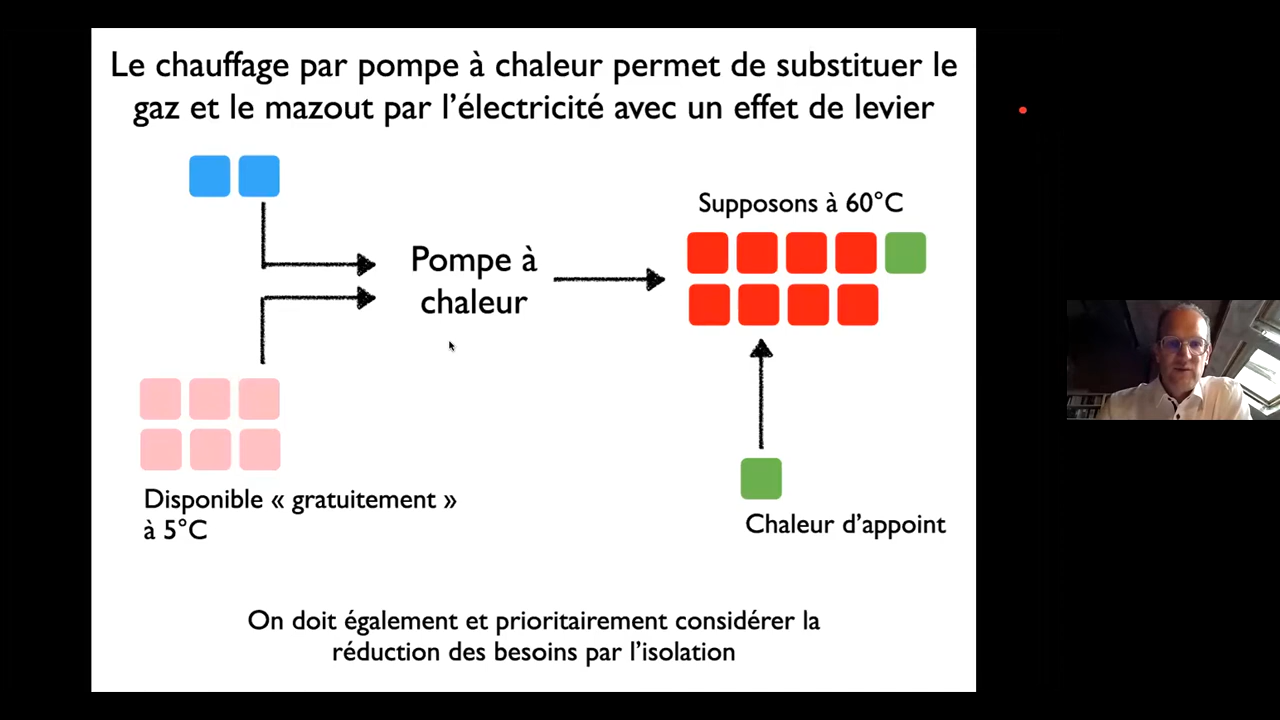 Le chauffage par pompe à chaleur permet de substituer le
gaz et le mazout par l’électricité avec un effet de levier
Supposons à 60°C
Pompe à
chaleur
Disponible « gratuitement »
à 5°C
Chaleur d’appoint
On doit également et prioritairement considérer la
réduction des besoins par l’isolation